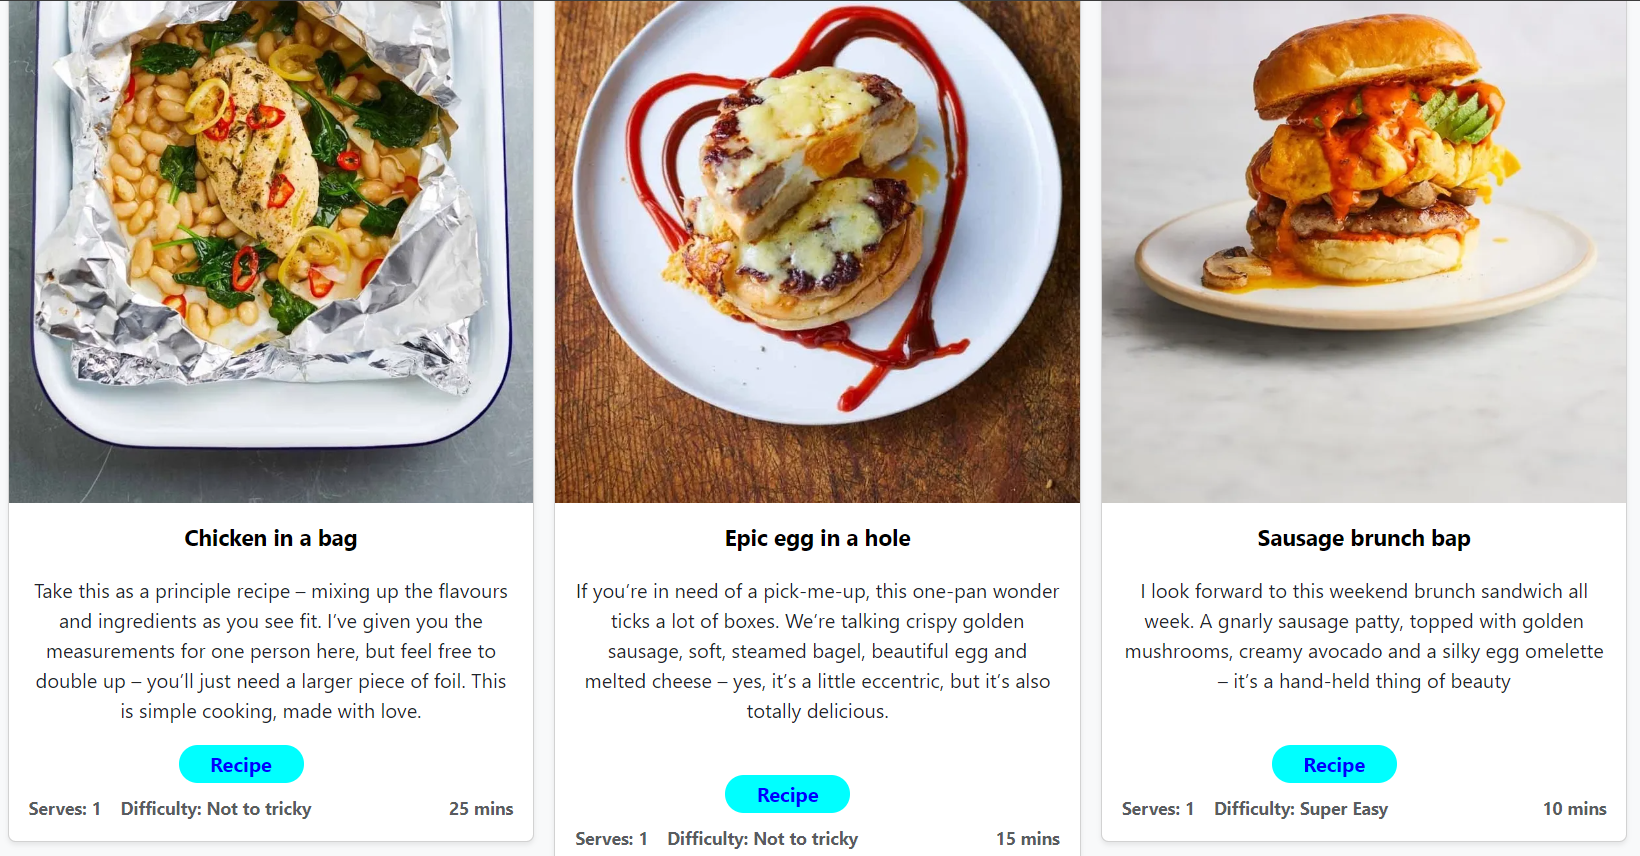 Chicken in a bag
Take this as a principle recipe – mixing up the flavours
and ingredients as you see fit. I’ve given you the
measurements for one person here, but feel free to
double up – you’ll just need a larger piece of foil. This
is simple cooking, made with love.
Recipe
Serves: 1 Difficulty: Not to tricky 25 mins
Epic egg in a hole
If you’re in need of a pick-me-up, this one-pan wonder
ticks a lot of boxes. We’re talking crispy golden
sausage, soft, steamed bagel, beautiful egg and
melted cheese – yes, it’s a little eccentric, but it’s also
totally delicious.
Recipe
Serves: 1 Difficulty: Not to tricky 15 mins
Sausage brunch bap
I look forward to this weekend brunch sandwich all
week. A gnarly sausage patty, topped with golden
mushrooms, creamy avocado and a silky egg omelette
– it’s a hand-held thing of beauty
Recipe
Serves: 1 Difficulty: Super Easy 10 mins